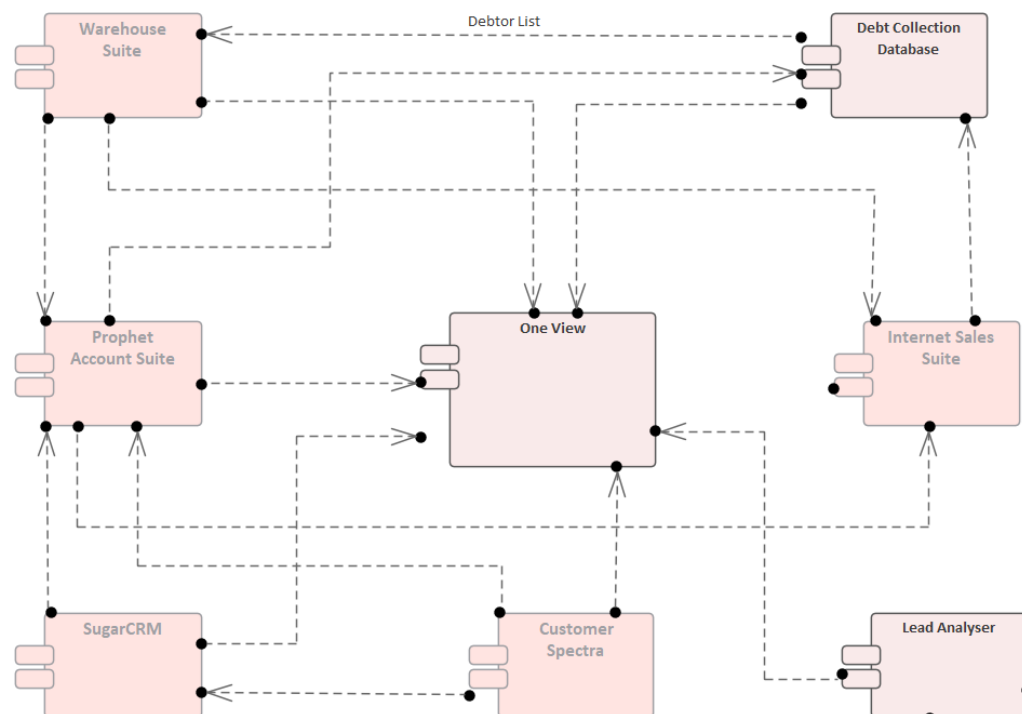 Debtor List
Warehouse
Suite
Debt Collection
Database
Prophet
Account Suite
One View
Internet Sales
Suite
SugarCRM
Customer
Spectra
Lead Analyser